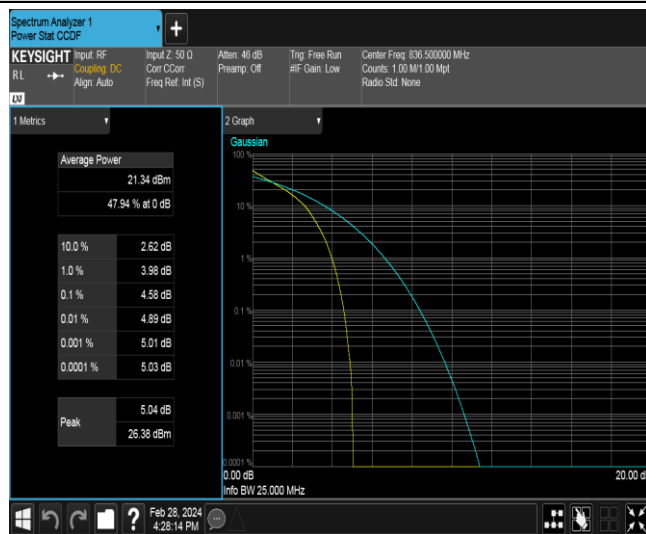 Spectrum Analyzer 1
Power Stat CCDF
+
KEYSIGHT
RL
LXI
Input: RF
Coupling: DC
Align: Auto
Input Z: 50 Ω
Corr CCorr
Freq Ref: Int (S)
Atten: 46 dB
Preamp: Off
Trig: Free Run
#IF Gain: Low
Center Freq: 836.500000 MHz
Counts: 1.00 M/1.00 Mpt
Radio Std: None
1 Metrics
Average Power
21.34 dBm
47.94 % at 0 dB
10.0 % 2.62 dB
1.0 % 3.98 dB
0.1 % 4.58 dB
0.01 % 4.89 dB
0.001 % 5.01 dB
0.0001 % 5.03 dB
Peak
5.04 dB
26.38 dBm
2 Graph
Gaussian
100 %
10 %
1 %
0.1 %
0.01 %
0.001 %
0.0001 %
0.00 dB
20.00 d
Info BW 25.000 MHz
?
Feb 28, 2024
4:28:14 PM